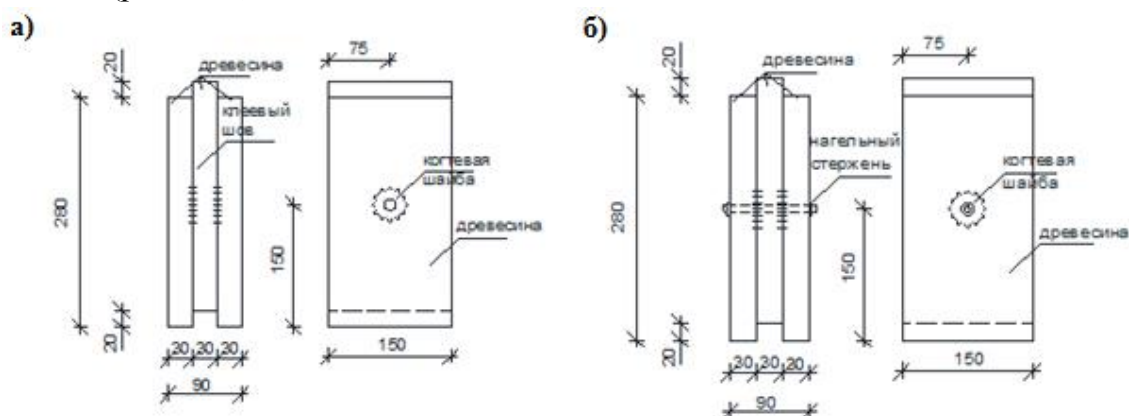 а)
20
75
древесина
клеевый
шов
когтевая
шайба
280
древесина
150
20
20 30 20
90
150
б)
20
75
древесина
нагельный
стержень
когтевая
шайба
280
древесина
150
20
30 30 20
90
150